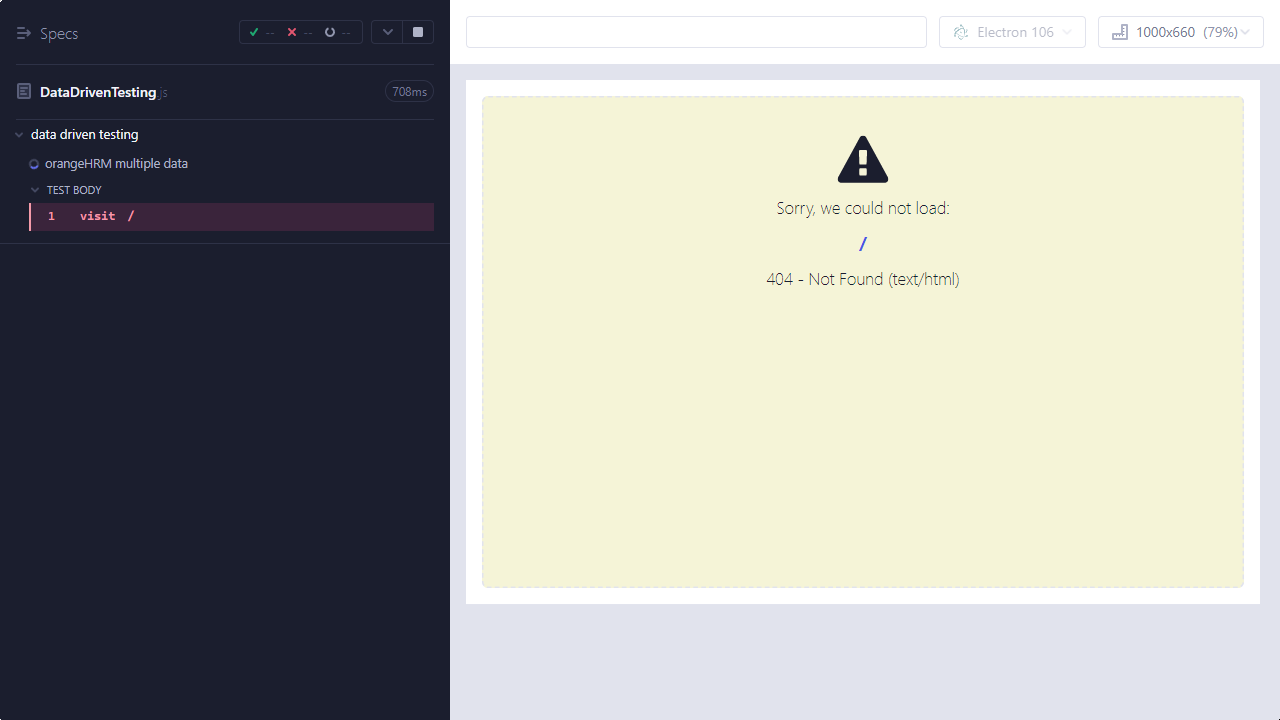 Specs
-- -- --
DataDrivenTesting.js
708ms
data driven testing
orangeHRM multiple data
TEST BODY
1 visit /
Electron 106
1000x660 (79%)
Sorry, we could not load:
/
404 - Not Found (text/html)